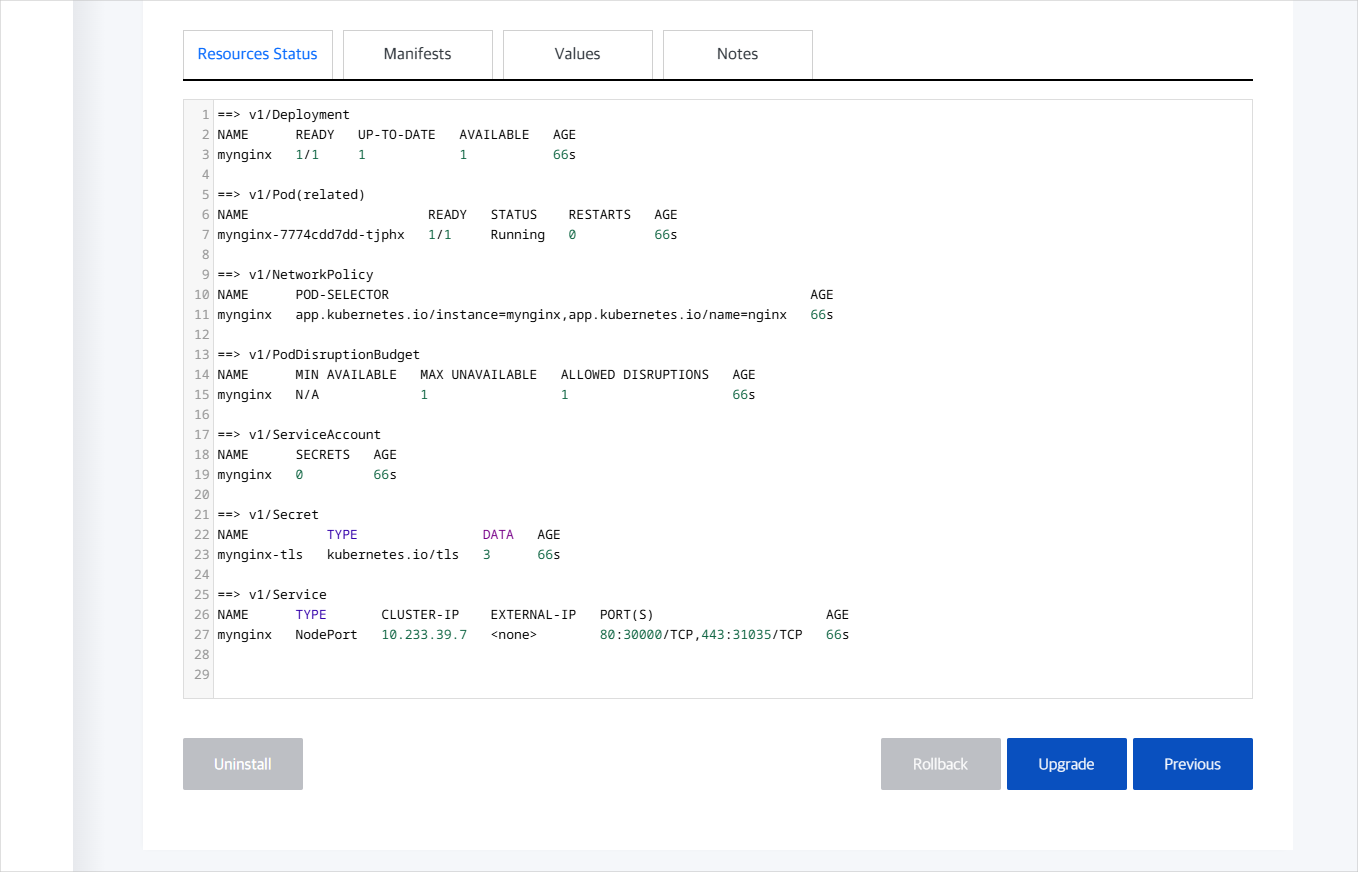 Resources Status Manifests Values Notes
1 ==> v1/Deployment
2 NAME      READY   UP-TO-DATE   AVAILABLE   AGE
3 mynginx   1/1     1            1           66s
4
5 ==> v1/Pod(related)
6 NAME                       READY   STATUS    RESTARTS   AGE
7 mynginx-7774cdd7dd-tjphx   1/1     Running   0          66s
8
9 ==> v1/NetworkPolicy
10 NAME      POD-SELECTOR                                                      AGE
11 mynginx   app.kubernetes.io/instance=mynginx,app.kubernetes.io/name=nginx   66s
12
13 ==> v1/PodDisruptionBudget
14 NAME      MIN AVAILABLE   MAX UNAVAILABLE   ALLOWED DISRUPTIONS   AGE
15 mynginx   N/A             1                 1                     66s
16
17 ==> v1/ServiceAccount
18 NAME      SECRETS   AGE
19 mynginx   0         66s
20
21 ==> v1/Secret
22 NAME          TYPE                DATA   AGE
23 mynginx-tls   kubernetes.io/tls   3      66s
24
25 ==> v1/Service
26 NAME      TYPE       CLUSTER-IP    EXTERNAL-IP   PORT(S)                      AGE
27 mynginx   NodePort   10.233.39.7   <none>        80:30000/TCP,443:31035/TCP   66s
28
29
Uninstall Rollback Upgrade Previous